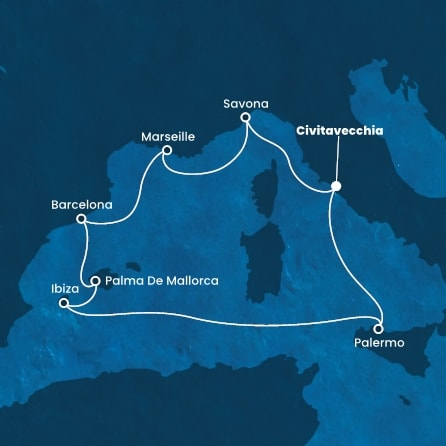 Savona
Civitavecchia
Marseille
Barcelona
Palma De Mallorca
Ibiza
Palermo